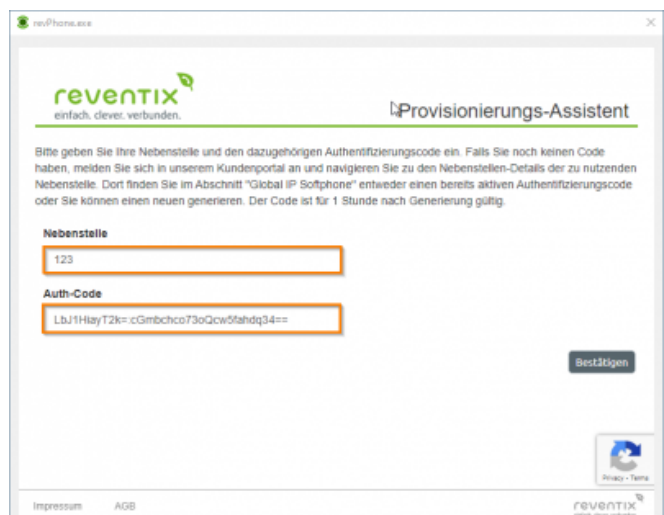 revPhone.exe
reventix
einfach. clever. verbunden.
Provisionierungs-Assistent
Bitte geben Sie Ihre Nebenstelle und den dazugehörigen Authentifizierungscode ein. Falls Sie noch keinen Code
haben, melden Sie sich in unserem Kundenportal an und navigieren Sie zu den Nebenstellen-Details der zu nutzenden
Nebenstelle. Dort finden Sie im Abschnitt "Global IP Softphone" entweder einen bereits aktiven Authentifizierungscode
oder Sie können einen neuen generieren. Der Code ist für 1 Stunde nach Generierung gültig.
Nebenstelle
123
Auth-Code
LbJ1HiayT2k=:cGmbchco73oQcw5fahdq34==
Bestätigen
Privacy - Terms
Impressum AGB
reventix